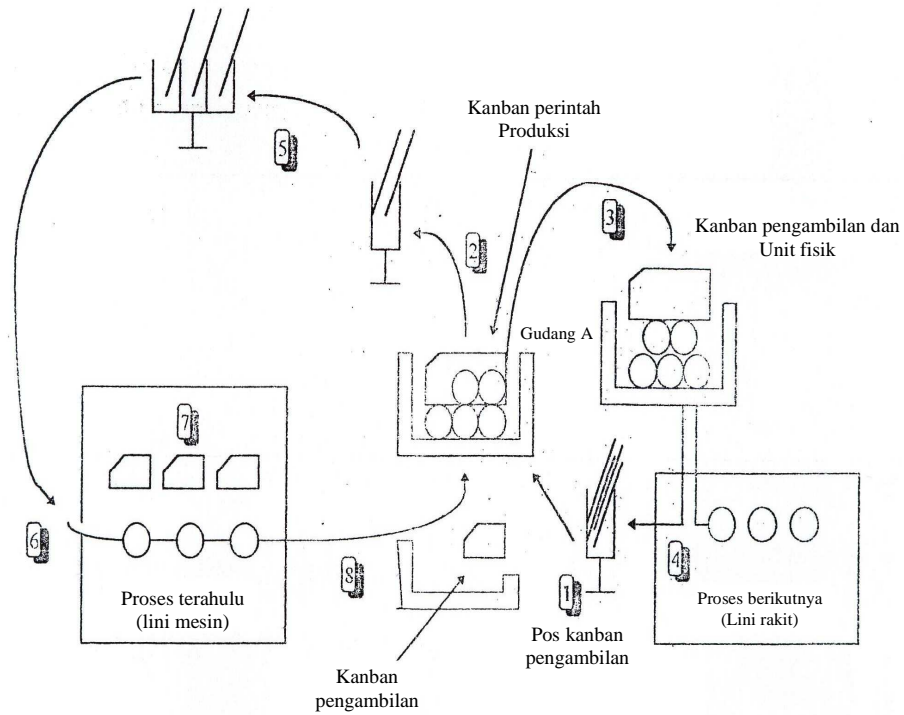 Kanban perintah
Produksi
5
3
2
Kanban pengambilan dan
Unit fisik
Gudang A
7
6
8
4
1
Proses terahulu
(lini mesin)
Proses berikutnya
(Lini rakit)
Pos kanban
pengambilan
Kanban
pengambilan